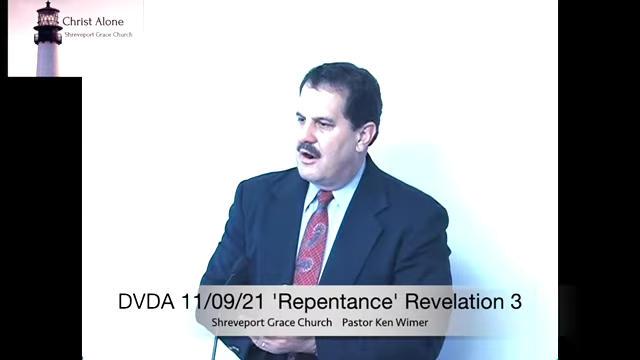 Christ Alone
Shreveport Grace Church
DVDA 11/09/21 'Repentance' Revelation 3
Shreveport Grace Church Pastor Ken Wimer